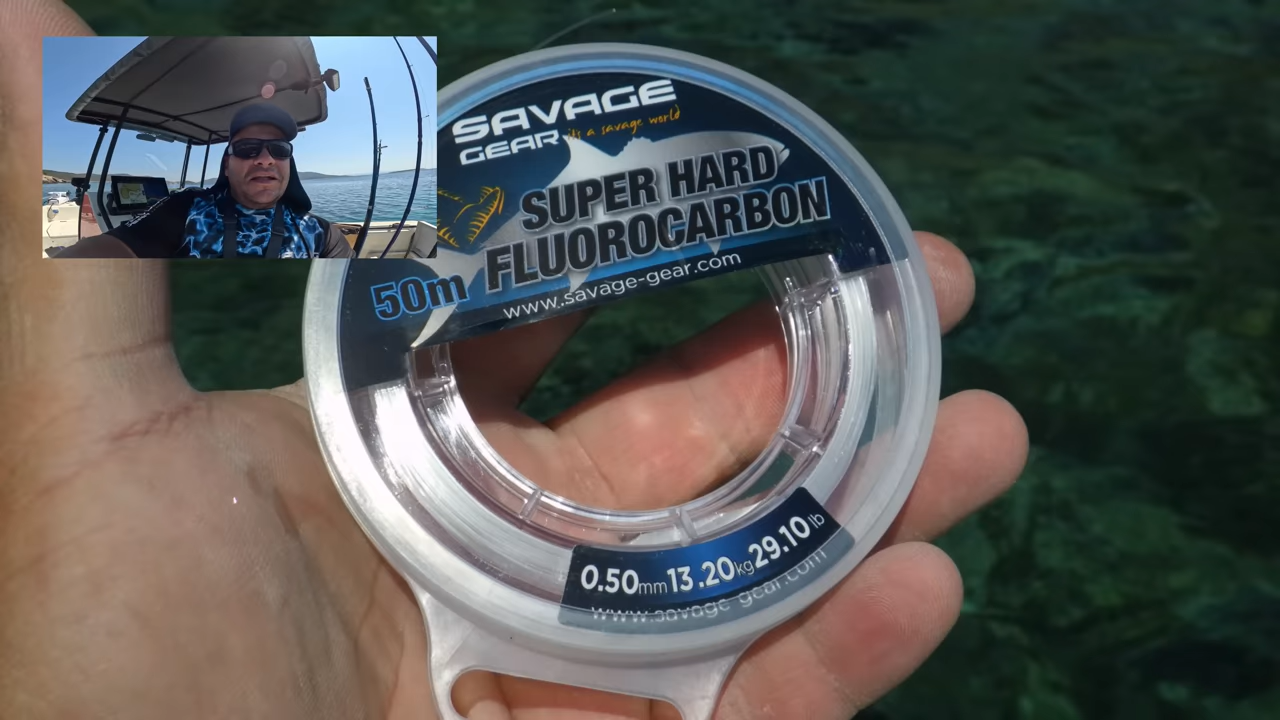 SAVAGE
GEAR it's a savage world
SUPER HARD
FLUOROCARBON
50m
www.savage-gear.com
0.50mm 13.20kg 29.10lb
www.savage-gear.com